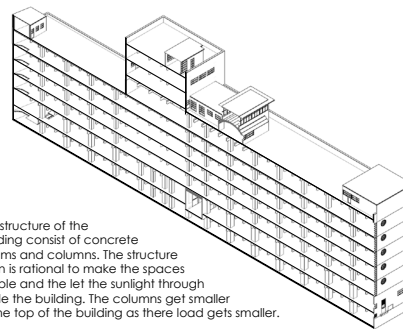 structure of the
ding consist of concrete
ms and columns. The structure
n is rational to make the spaces
ble and the let the sunlight through
le the building. The columns get smaller
he top of the building as there load gets smaller.